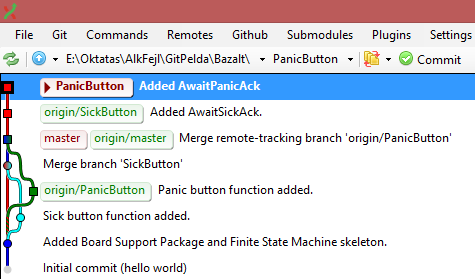 File Git Commands Github Submodules Plugins Settings
E:\Oktatas\AlkFejl\GitPelda\Bazalt\ PanicButton Commit
PanicButton Added AwaitPanicAck
origin/SickButton Added AwaitSickAck.
master origin/master Merge remote-tracking branch 'origin/PanicButton'
Merge branch 'SickButton'
origin/PanicButton Panic button function added.
Sick button function added.
Added Board Support Package and Finite State Machine skeleton.
Initial commit (hello world)